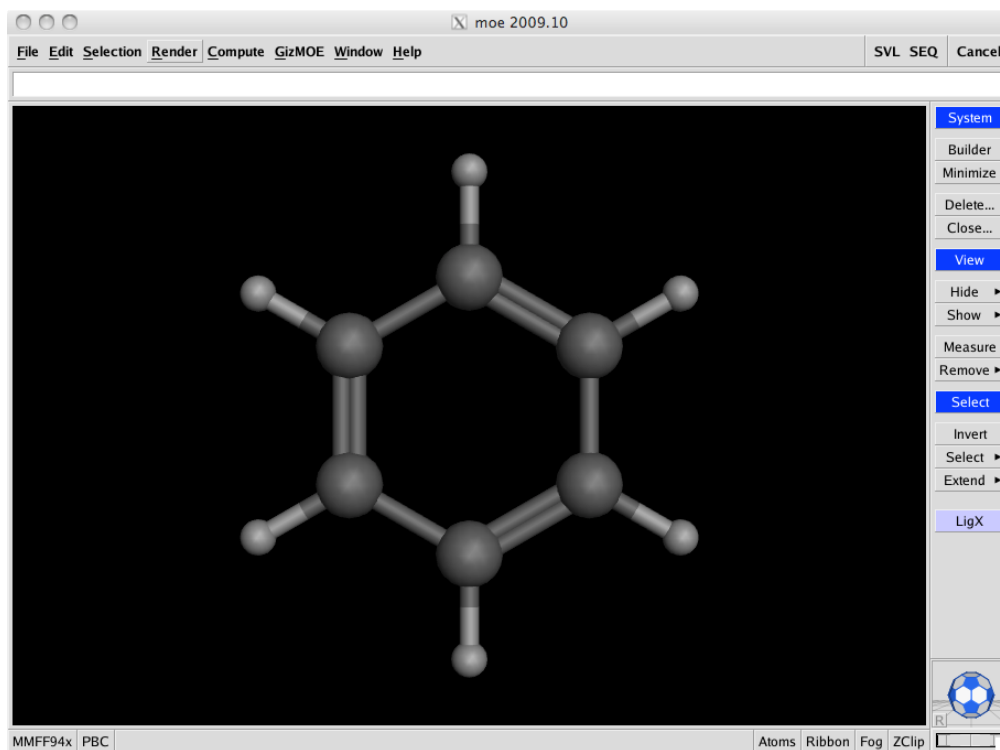 X moe 2009.10
File Edit Selection Render Compute GizMOE Window Help SVL SEQ Cancel
System
Builder
Minimize
Delete...
Close...
View
Hide
Show
Measure
Remove
Select
Invert
Select
Extend
LigX
R
MMFF94x PBC Atoms Ribbon Fog ZClip